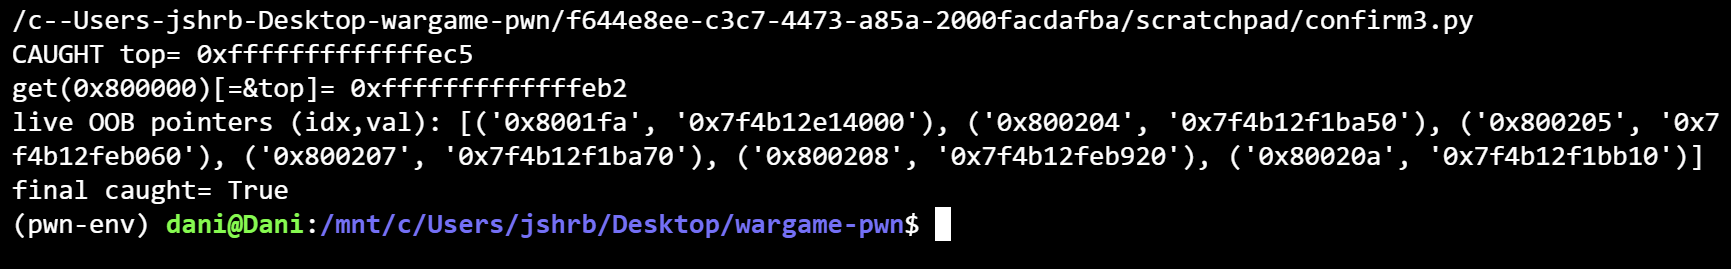 /c--Users-jshrb-Desktop-wargame-pwn/f644e8ee-c3c7-4473-a85a-2000facdafba/scratchpad/confirm3.py
CAUGHT top= 0xffffffffffffec5
get(0x800000)[=&top]= 0xffffffffffffeb2
live OOB pointers (idx,val): [('0x8001fa', '0x7f4b12e14000'), ('0x800204', '0x7f4b12f1ba50'), ('0x800205', '0x7
f4b12feb060'), ('0x800207', '0x7f4b12f1ba70'), ('0x800208', '0x7f4b12feb920'), ('0x80020a', '0x7f4b12f1bb10')]
final caught= True
(pwn-env) dani@Dani:/mnt/c/Users/jshrb/Desktop/wargame-pwn$